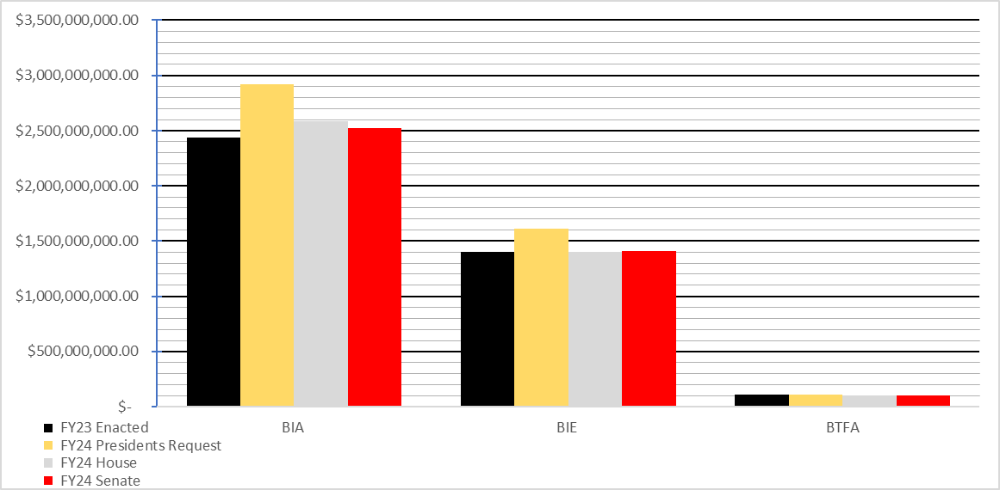 $3,500,000,000.00
$3,000,000,000.00
$2,500,000,000.00
$2,000,000,000.00
$1,500,000,000.00
$1,000,000,000.00
$500,000,000.00
$-
BIA BIE BTFA
FY23 Enacted
FY24 Presidents Request
FY24 House
FY24 Senate